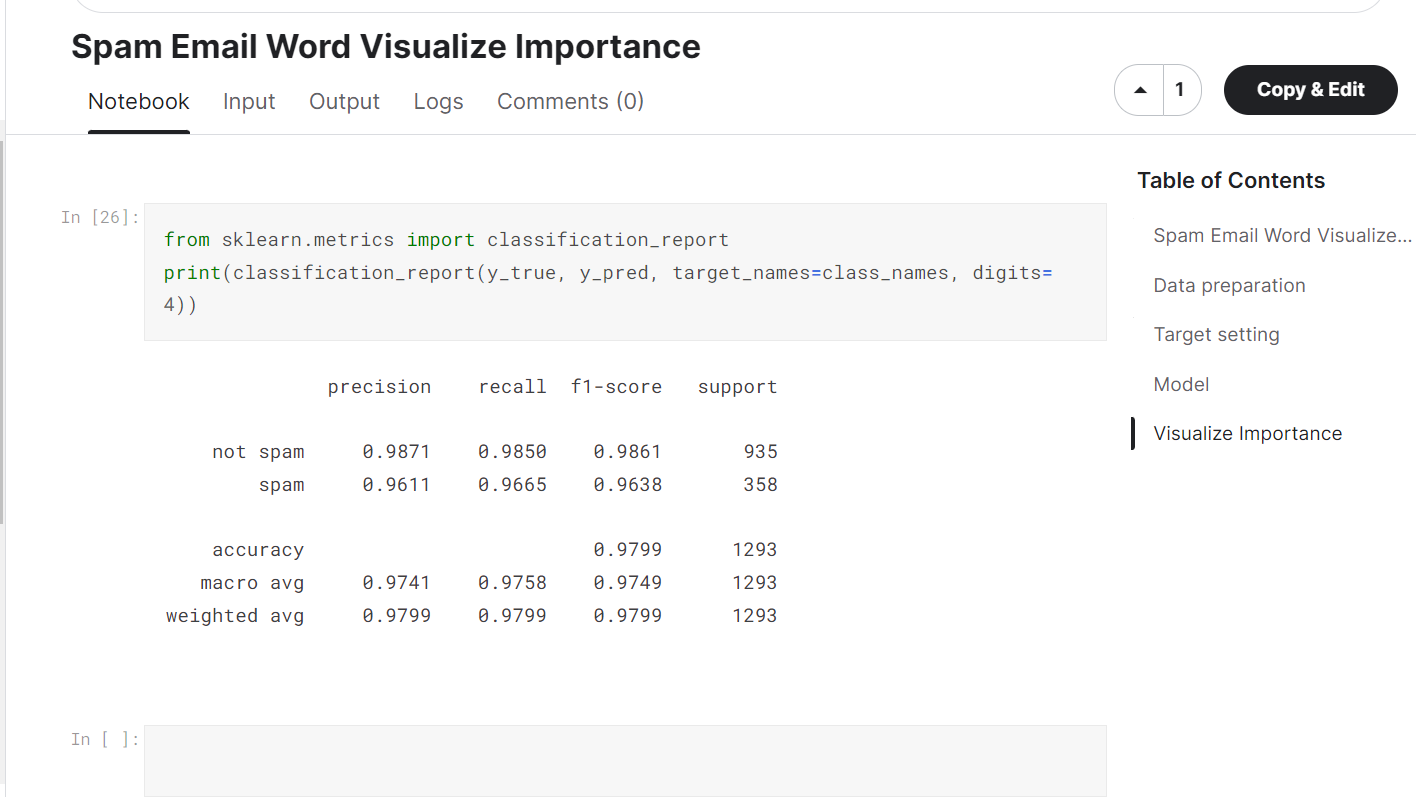 Spam Email Word Visualize Importance
Notebook Input Output Logs Comments (0)
1 Copy & Edit
Table of Contents
Spam Email Word Visualize...
Data preparation
Target setting
Model
Visualize Importance
In [26]:
from sklearn.metrics import classification_report
print(classification_report(y_true, y_pred, target_names=class_names, digits=
4))
precision recall f1-score support
not spam 0.9871 0.9850 0.9861 935
spam 0.9611 0.9665 0.9638 358
accuracy 0.9799 1293
macro avg 0.9741 0.9758 0.9749 1293
weighted avg 0.9799 0.9799 0.9799 1293
In [ ]: